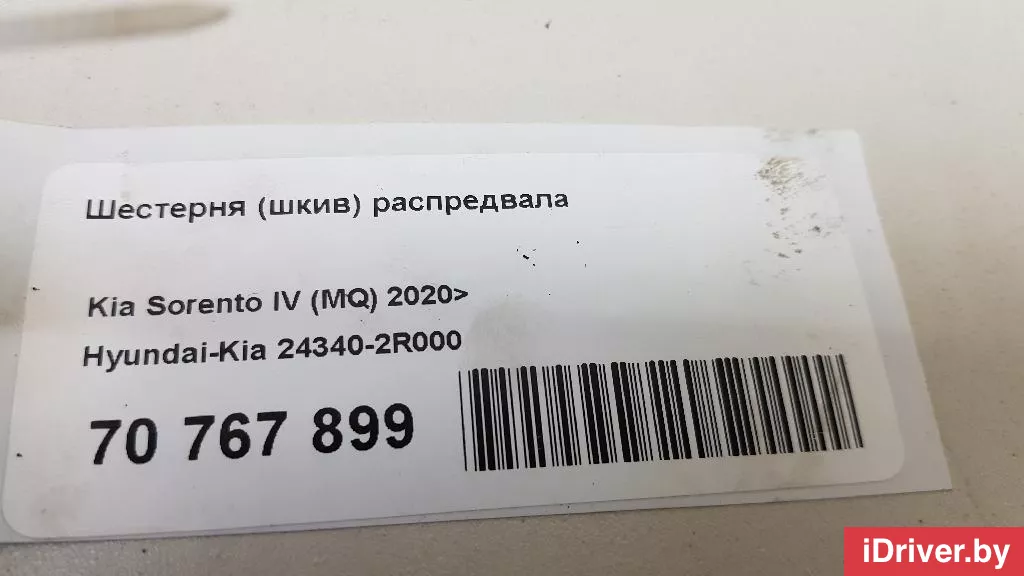 Шестерня (шкив) распредвала
Kia Sorento IV (MQ) 2020>
Hyundai-Kia 24340-2R000
70 767 899
iDriver.by